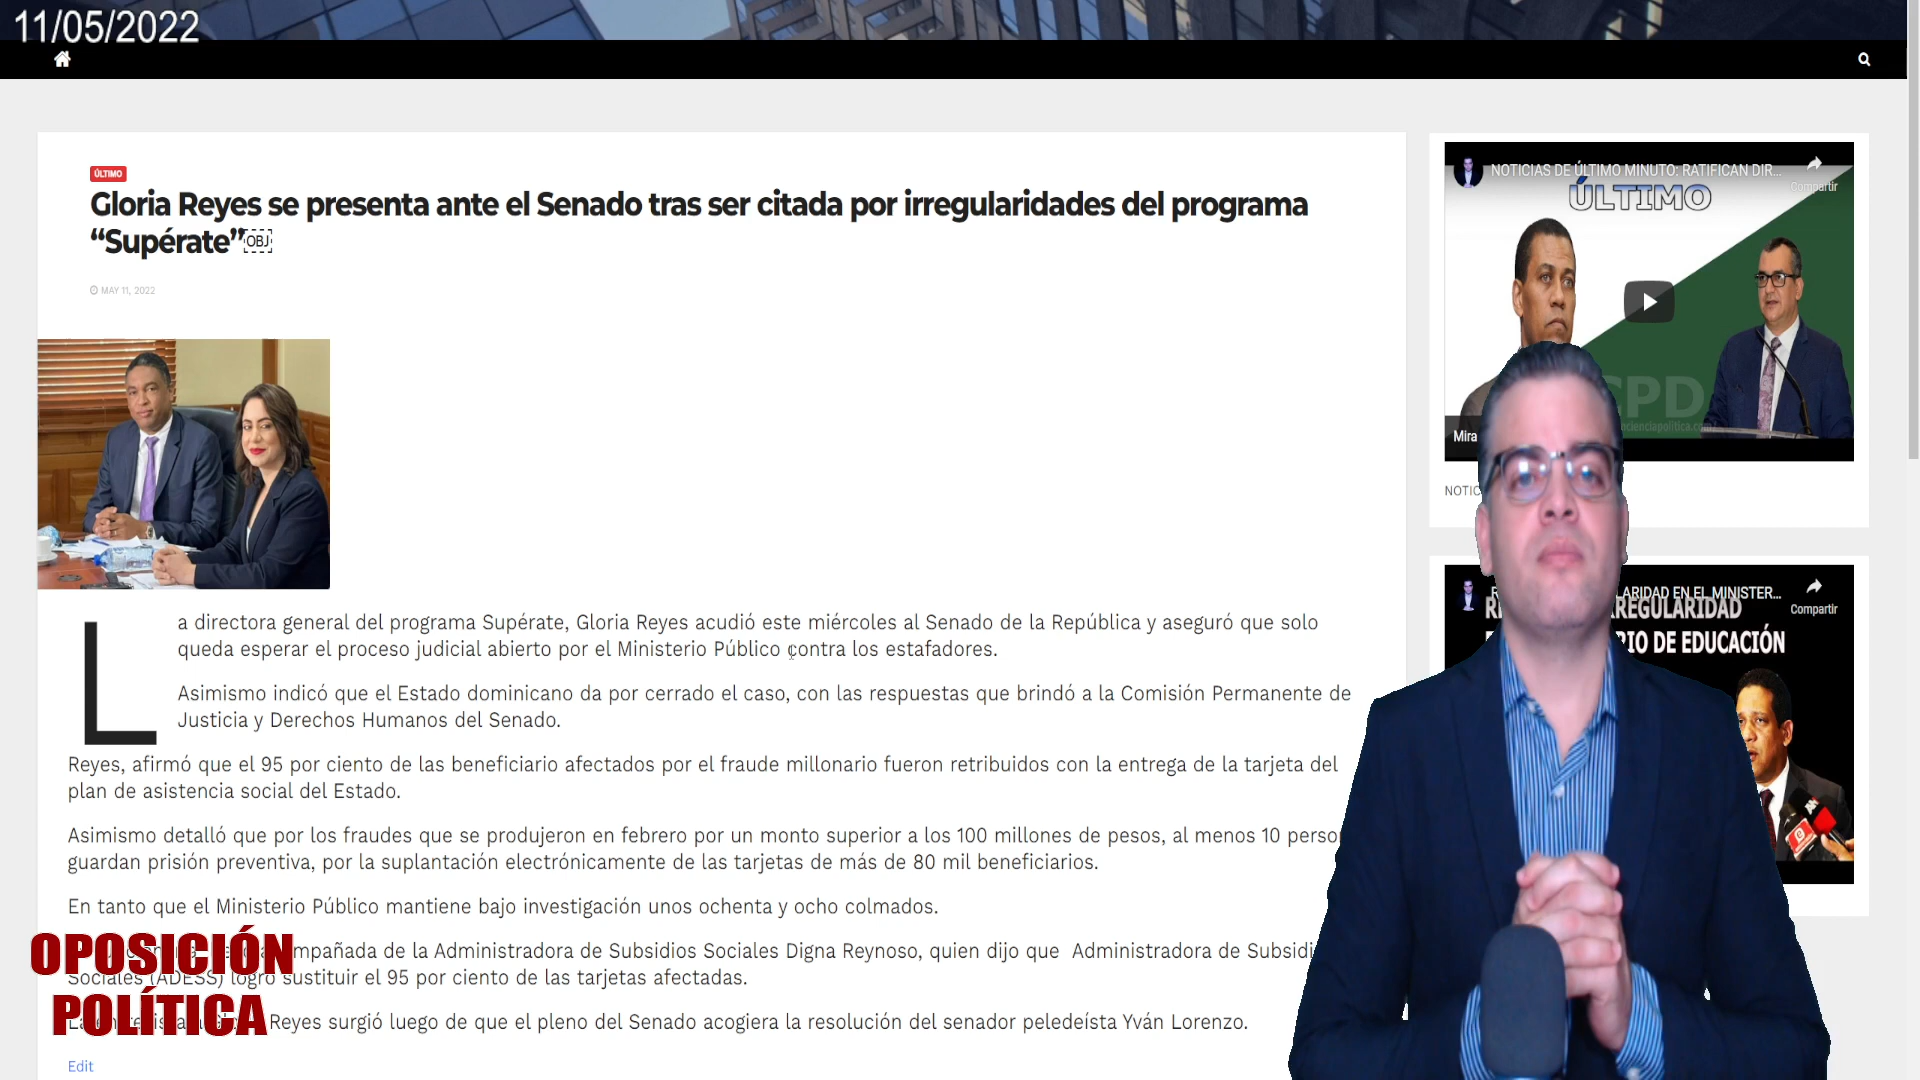 11/05/2022
ÚLTIMO
Gloria Reyes se presenta ante el Senado tras ser citada por irregularidades del programa
“Supérate”OBJ
MAY 11, 2022
a directora general del programa Supérate, Gloria Reyes acudió este miércoles al Senado de la República y aseguró que solo
L
queda esperar el proceso judicial abierto por el Ministerio Público contra los estafadores.
Asimismo indicó que el Estado dominicano da por cerrado el caso, con las respuestas que brindó a la Comisión Permanente de
Justicia y Derechos Humanos del Senado.
Reyes, afirmó que el 95 por ciento de las beneficiario afectados por el fraude millonario fueron retribuidos con la entrega de la tarjeta del
plan de asistencia social del Estado.
Asimismo detalló que por los fraudes que se produjeron en febrero por un monto superior a los 100 millones de pesos, al menos 10 person
guardan prisión preventiva, por la suplantación electrónicamente de las tarjetas de más de 80 mil beneficiarios.
En tanto que el Ministerio Público mantiene bajo investigación unos ochenta y ocho colmados.
mpañada de la Administradora de Subsidios Sociales Digna Reynoso, quien dijo que Administradora de Subsidi
Sociales (ADESS) logró sustituir el 95 por ciento de las tarjetas afectadas.
Reyes surgió luego de que el pleno del Senado acogiera la resolución del senador peledeísta Yván Lorenzo.
Edit
OPOSICIÓN
POLÍTICA
NOTICIAS DE ÚLTIMO MINUTO: RATIFICAN DIR...
Compartir
ÚLTIMO
CPD
Mira
NOTIC
ARIDAD EN EL MINISTER...
Compartir
REGULARIDAD
IO DE EDUCACIÓN